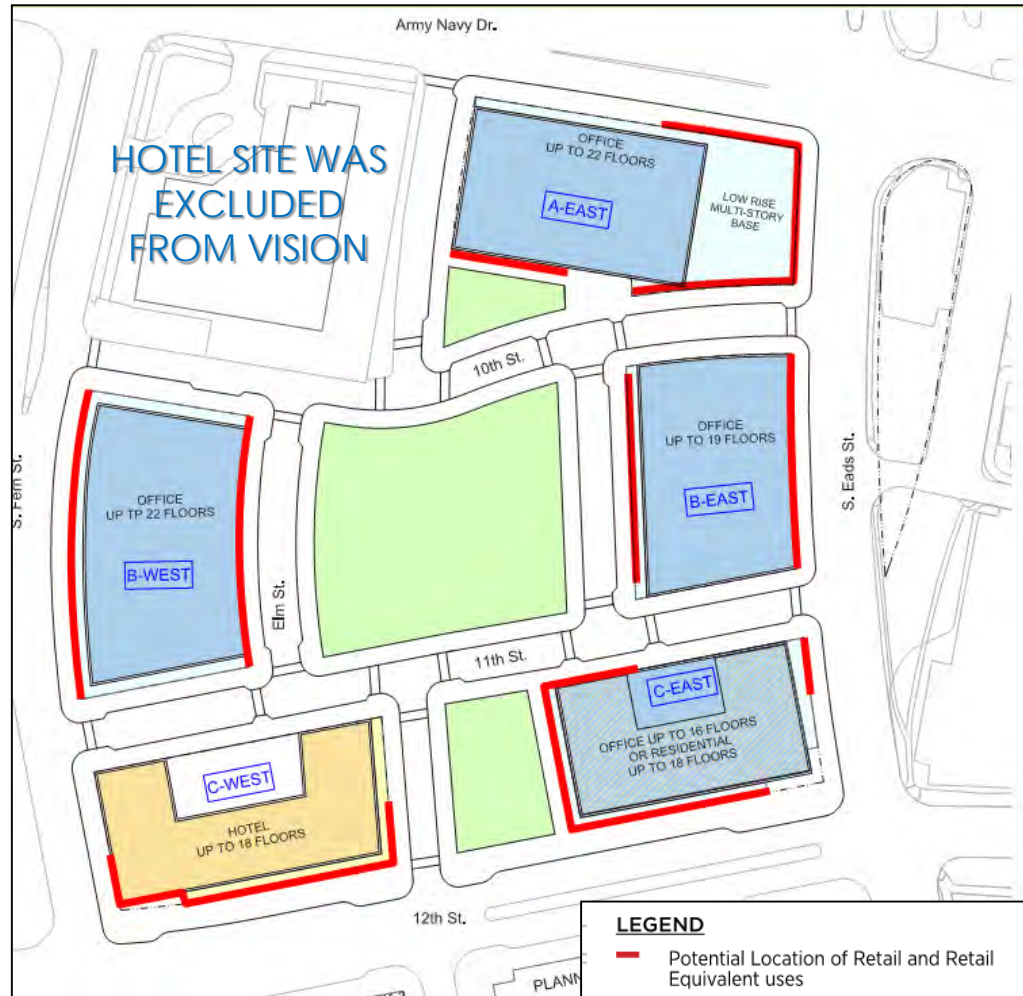 Army Navy Dr.
HOTEL SITE WAS
EXCLUDED
FROM VISION
OFFICE
UP TO 22 FLOORS
A-EAST
LOW RISE
MULTI-STORY
BASE
10th St.
OFFICE
UP TO 19 FLOORS
B-EAST
S. Eads St.
S. Fern St.
OFFICE
UP TP 22 FLOORS
B-WEST
Elm St.
11th St.
C-EAST
OFFICE UP TO 16 FLOORS
OR RESIDENTIAL
UP TO 18 FLOORS
C-WEST
HOTEL
UP TO 18 FLOORS
12th St.
PLANN
LEGEND
Potential Location of Retail and Retail
Equivalent uses